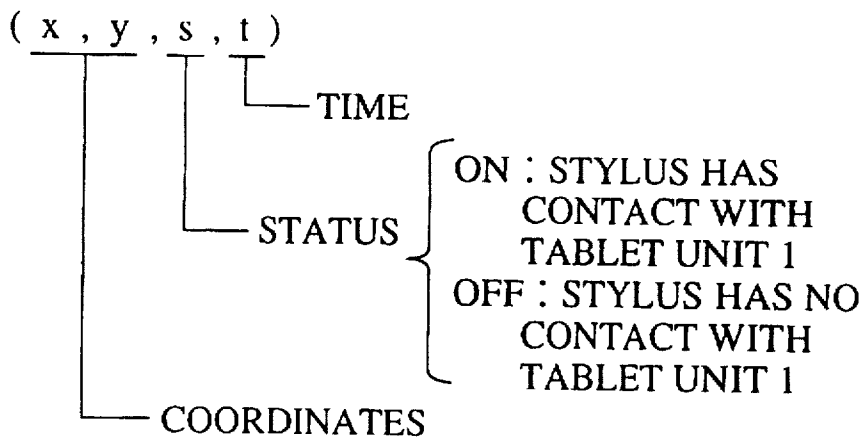 ( x , y , s , t )
TIME
STATUS
ON : STYLUS HAS
CONTACT WITH
TABLET UNIT 1
OFF : STYLUS HAS NO
CONTACT WITH
TABLET UNIT 1
COORDINATES